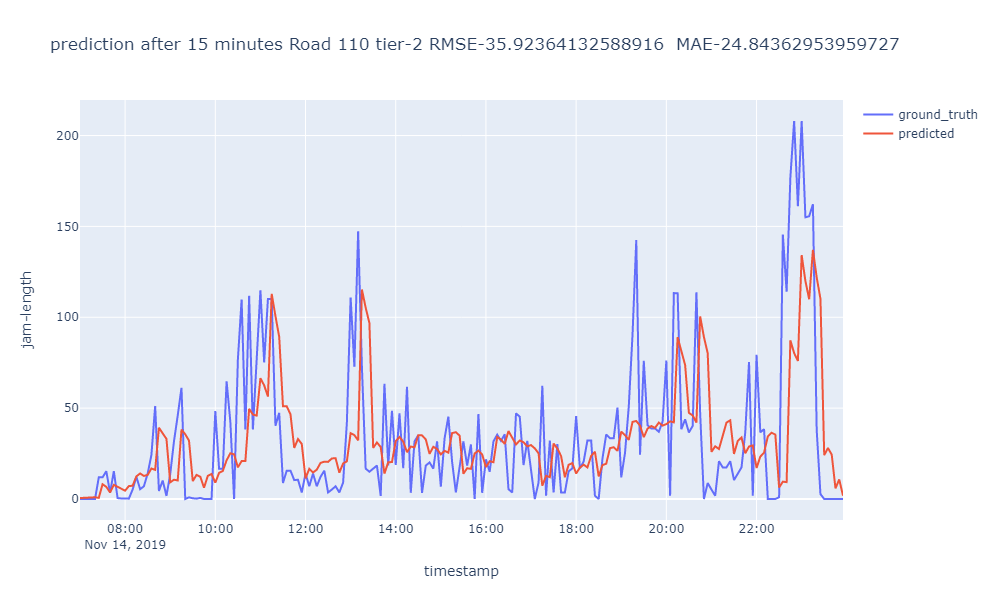 prediction after 15 minutes Road 110 tier-2 RMSE-35.92364132588916  MAE-24.84362953959727
ground_truth
predicted
200
150
100
50
0
jam-length
08:00 10:00 12:00 14:00 16:00 18:00 20:00 22:00
Nov 14, 2019
timestamp